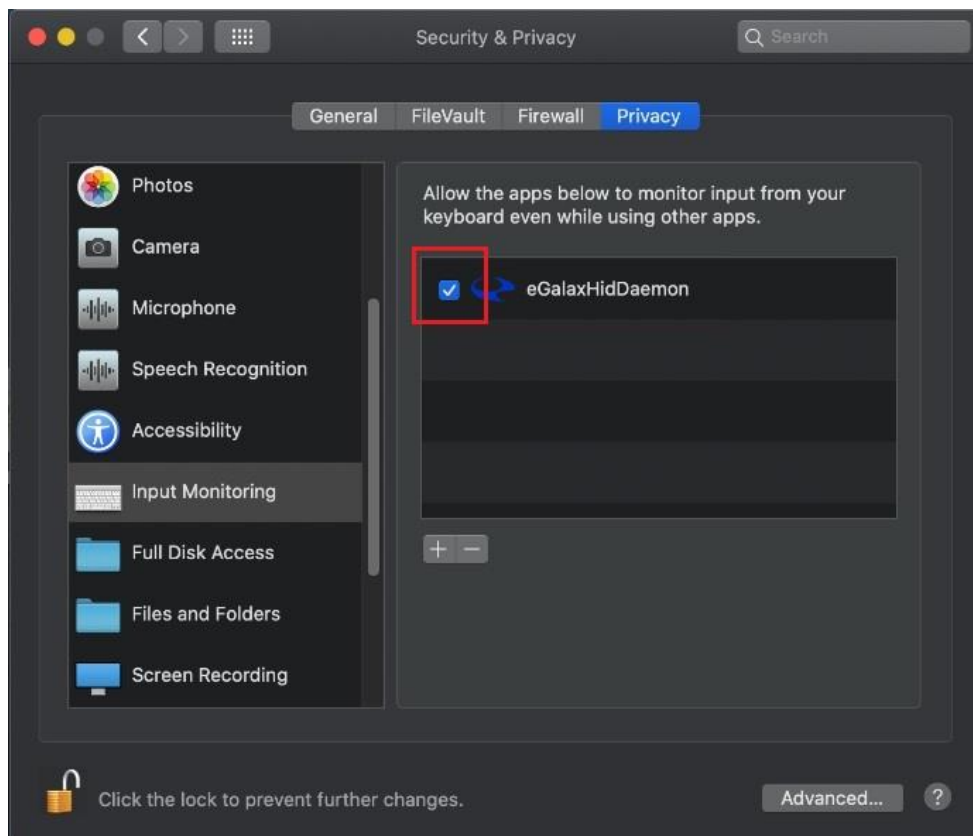 Security & Privacy
Search
General FileVault Firewall Privacy
Photos
Camera
Microphone
Speech Recognition
Accessibility
Input Monitoring
Full Disk Access
Files and Folders
Screen Recording
Allow the apps below to monitor input from your
keyboard even while using other apps.
eGalaxHidDaemon
Click the lock to prevent further changes.
Advanced...
?